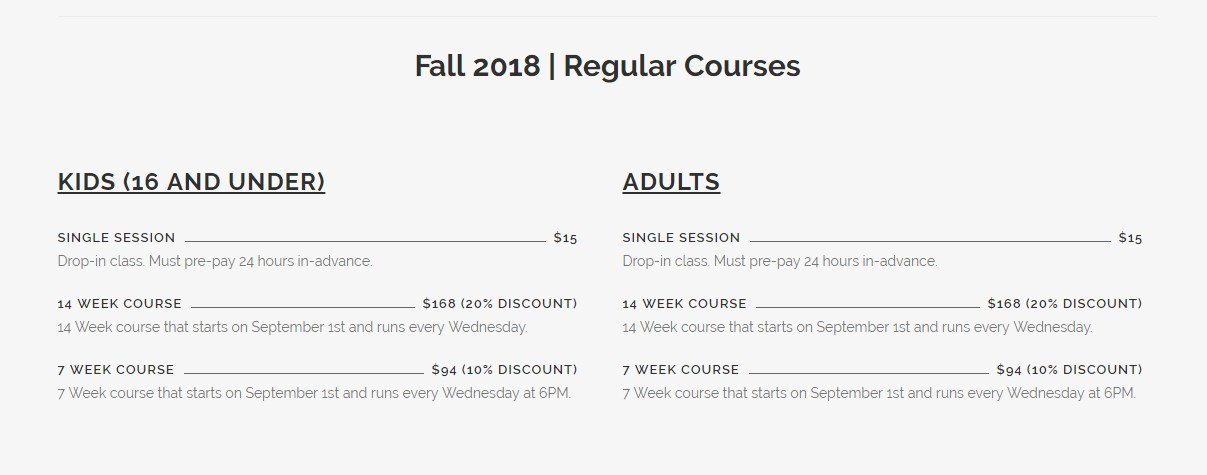 Fall 2018 | Regular Courses
KIDS (16 AND UNDER)
SINGLE SESSION $15
Drop-in class. Must pre-pay 24 hours in-advance.
14 WEEK COURSE $168 (20% DISCOUNT)
14 Week course that starts on September 1st and runs every Wednesday.
7 WEEK COURSE $94 (10% DISCOUNT)
7 Week course that starts on September 1st and runs every Wednesday at 6PM.
ADULTS
SINGLE SESSION $15
Drop-in class. Must pre-pay 24 hours in-advance.
14 WEEK COURSE $168 (20% DISCOUNT)
14 Week course that starts on September 1st and runs every Wednesday.
7 WEEK COURSE $94 (10% DISCOUNT)
7 Week course that starts on September 1st and runs every Wednesday at 6PM.